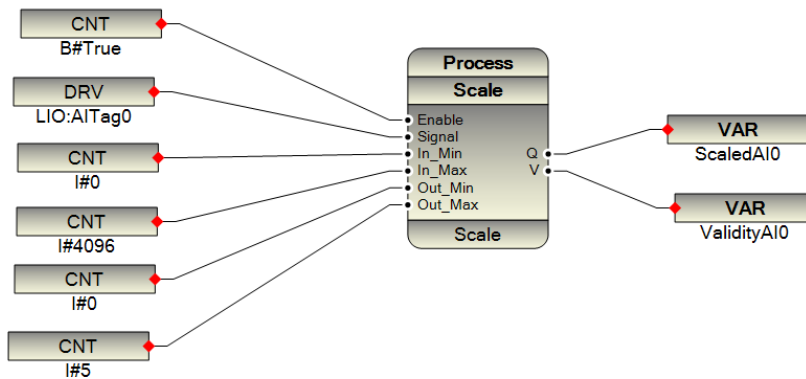 CNT
B#True
DRV
LIO:AITag0
CNT
I#0
CNT
I#4096
CNT
I#0
CNT
I#5
Process
Scale
Enable
Signal
In_Min
In_Max
Out_Min
Out_Max
Q
V
Scale
VAR
ScaledAI0
VAR
ValidityAI0